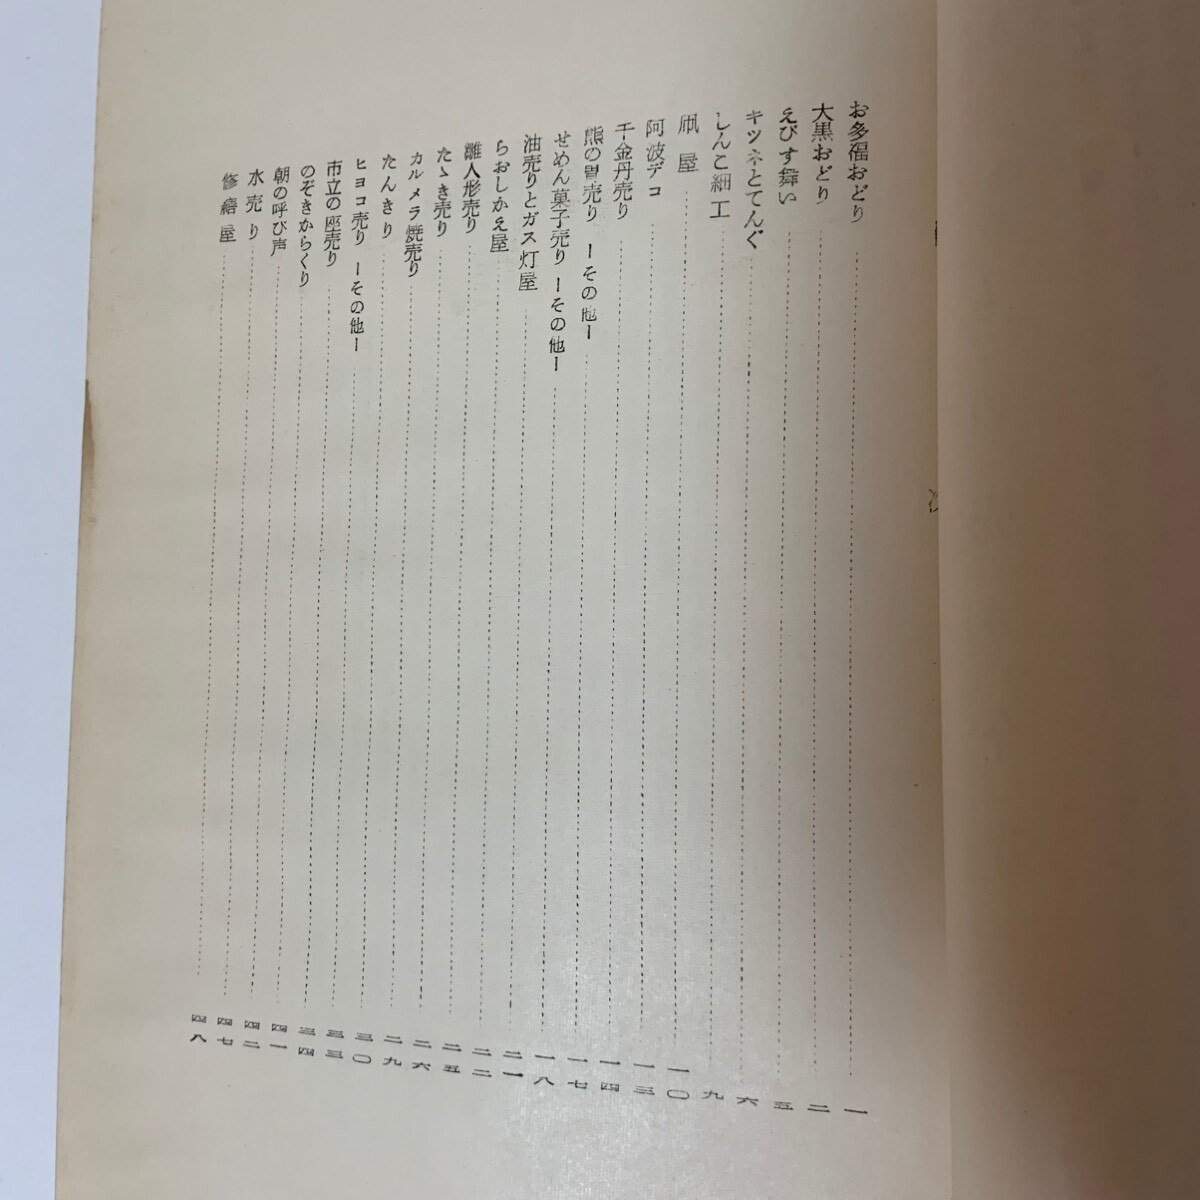 お多福おどり……一
大黒おどり……二
えびす舞い……五
キツネとてんぐ……六
しんこ細工……九
凧屋……一〇
阿波デコ……一三
千金丹売り……一四
熊の胃売り ーその他ー……一七
せめん菓子売り ーその他ー……一八
油売りとガス灯屋……二一
らおしかえ屋……二二
雛人形売り……二五
たゝき売り……二六
カルメラ焼売り……二九
たんきり……三〇
ヒヨコ売り ーその他ー……三三
市立の座売り……三四
のぞきからくり……四一
朝の呼び声……四二
水売り……四七
修繕屋……四八